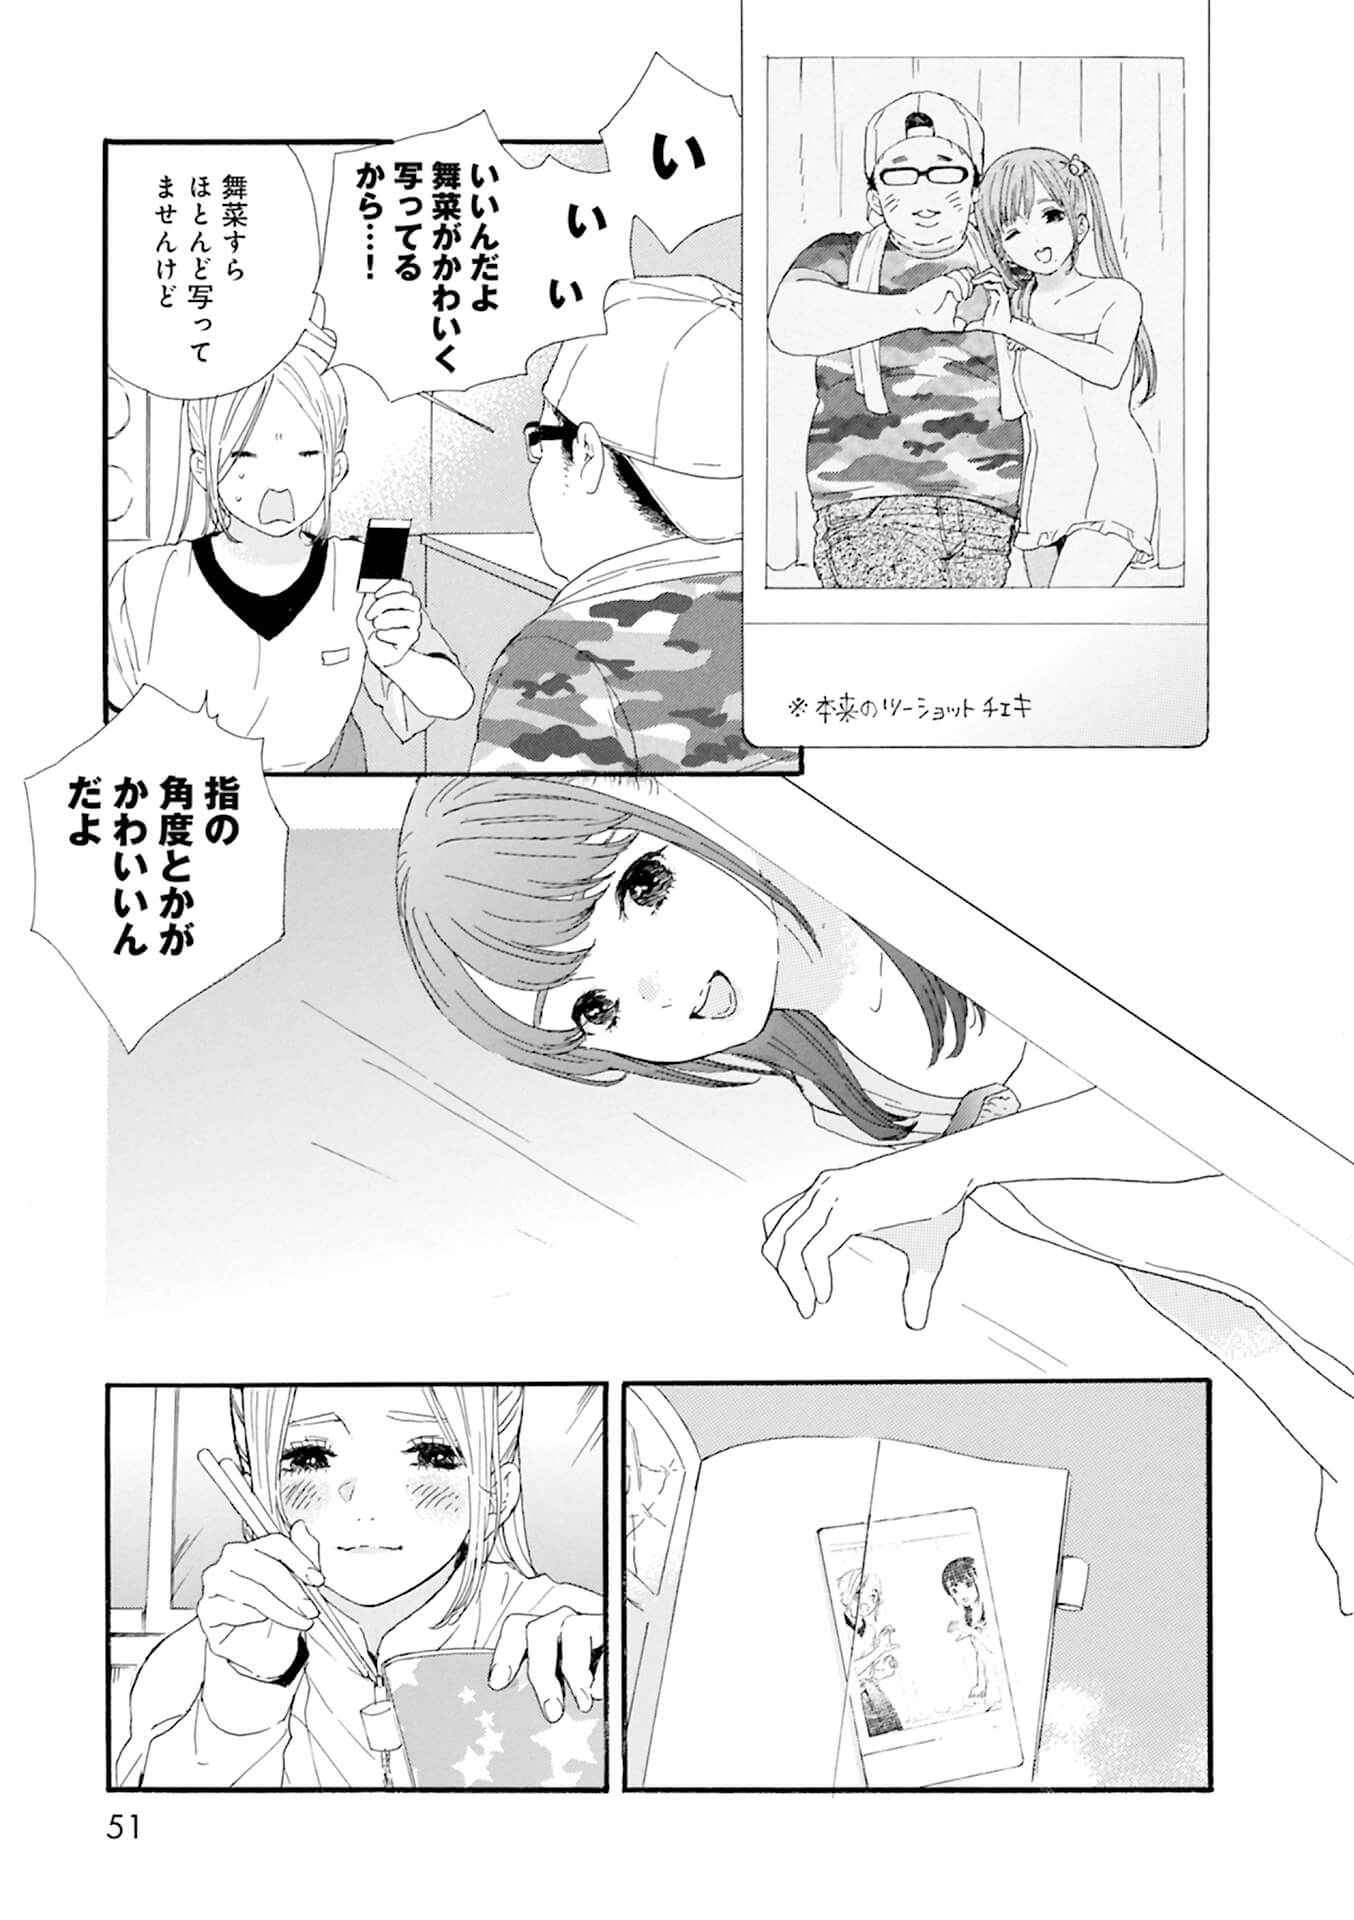 ※本来のツーショットチェキ
い
い
い
いいんだよ
舞菜がかわいく
写ってる
から…！
舞菜すら
ほとんど写って
ませんけど
指の
角度とかが
かわいいん
だよ
51